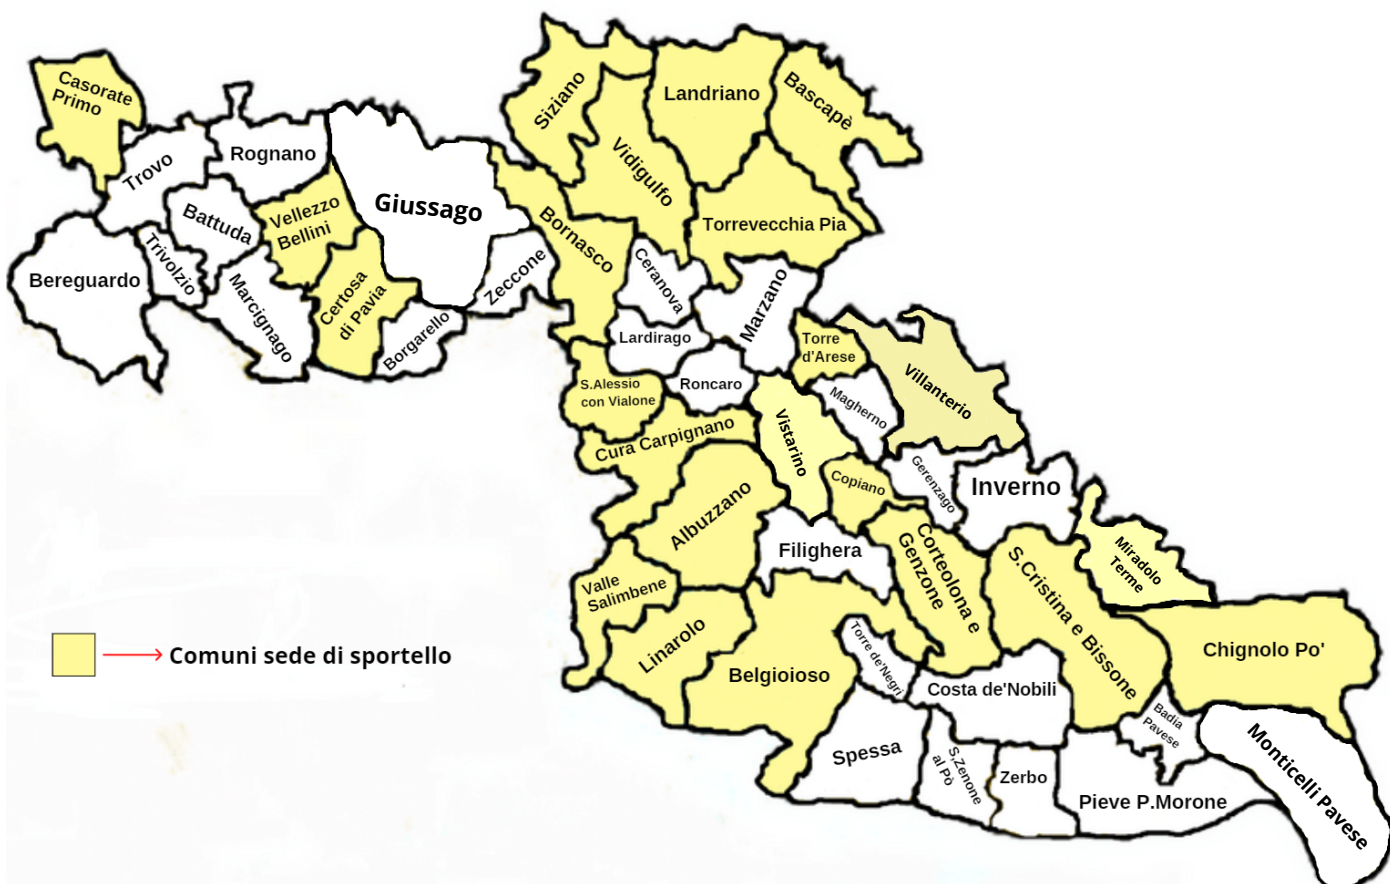 Casorate
Primo
Siziano
Landriano
Bascapè
Trovo
Rognano
Vidigulfo
Giussago
Battuda
Vellezzo
Bellini
Bornasco
Torrevecchia Pia
Bereguardo
Trivolzio
Marcignago
Certosa
di Pavia
Borgarello
Zeccone
Ceranova
Marzano
Lardirago
Torre
d'Arese
S.Alessio
con Vialone
Roncaro
Magherno
Villanterio
Cura Carpignano
Vistarino
Copiano
Gerenzago
Inverno
Albuzzano
Filighera
Corteolona e
Genzone
S.Cristina e Bissone
Miradolo
Terme
Valle
Salimbene
Linarolo
Belgioioso
Torre de'Negri
Costa de'Nobili
Chignolo Po'
Badia
Pavese
Comuni sede di sportello
Spessa
S,Zenone
al Pò
Zerbo
Pieve P.Morone
Monticelli Pavese